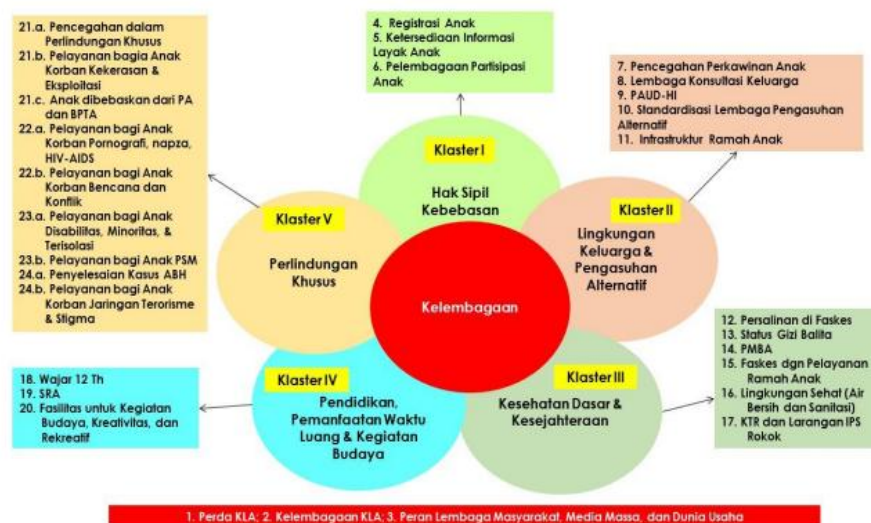 21.a. Pencegahan dalam
Perlindungan Khusus
21.b. Pelayanan bagia Anak
Korban Kekerasan &
Eksploitasi
21.c. Anak dibebaskan dari PA
dan BPTA
22.a. Pelayanan bagi Anak
Korban Pornografi, napza,
HIV-AIDS
22.b. Pelayanan bagi Anak
Korban Bencana dan
Konflik
23.a. Pelayanan bagi Anak
Disabilitas, Minoritas, &
Terisolasi
23.b. Pelayanan bagi Anak PSM
24.a. Penyelesaian Kasus ABH
24.b. Pelayanan bagi Anak
Korban Jaringan Terorisme
& Stigma
4. Registrasi Anak
5. Ketersediaan Informasi
Layak Anak
6. Pelembagaan Partisipasi
Anak
7. Pencegahan Perkawinan Anak
8. Lembaga Konsultasi Keluarga
9. PAUD-HI
10. Standardisasi Lembaga Pengasuhan
Alternatif
11. Infrastruktur Ramah Anak
Klaster I
Hak Sipil
Kebebasan
Klaster II
Lingkungan
Keluarga &
Pengasuhan
Alternatif
Klaster V
Perlindungan
Khusus
Kelembagaan
Klaster IV
Pendidikan,
Pemanfaatan Waktu
Luang & Kegiatan
Budaya
Klaster III
Kesehatan Dasar &
Kesejahteraan
12. Persalinan di Faskes
13. Status Gizi Balita
14. PMBA
15. Faskes dgn Pelayanan
Ramah Anak
16. Lingkungan Sehat (Air
Bersih dan Sanitasi)
17. KTR dan Larangan IPS
Rokok
18. Wajar 12 Th
19. SRA
20. Fasilitas untuk Kegiatan
Budaya, Kreativitas, dan
Rekreatif
1. Perda KLA; 2. Kelembagaan KLA; 3. Peran Lembaga Masyarakat, Media Massa, dan Dunia Usaha